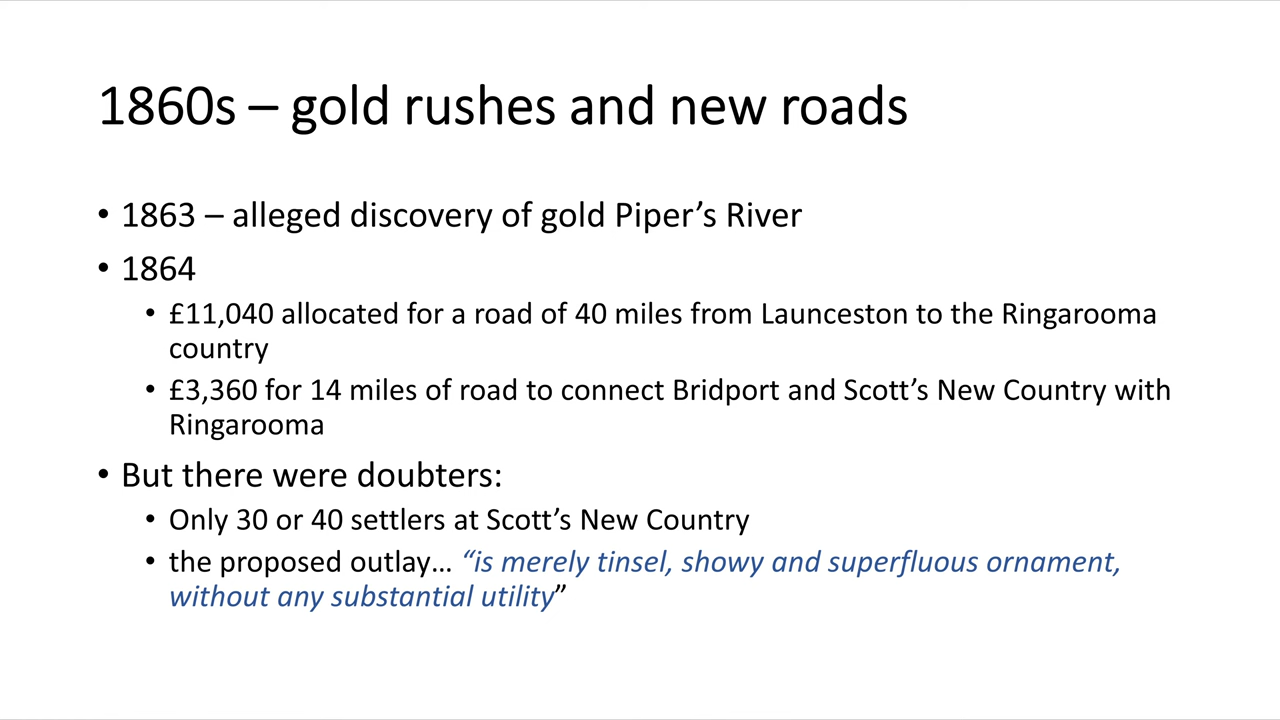 1860s – gold rushes and new roads
• 1863 – alleged discovery of gold Piper’s River
• 1864
• £11,040 allocated for a road of 40 miles from Launceston to the Ringarooma
country
• £3,360 for 14 miles of road to connect Bridport and Scott’s New Country with
Ringarooma
• But there were doubters:
• Only 30 or 40 settlers at Scott’s New Country
• the proposed outlay… “is merely tinsel, showy and superfluous ornament,
without any substantial utility”